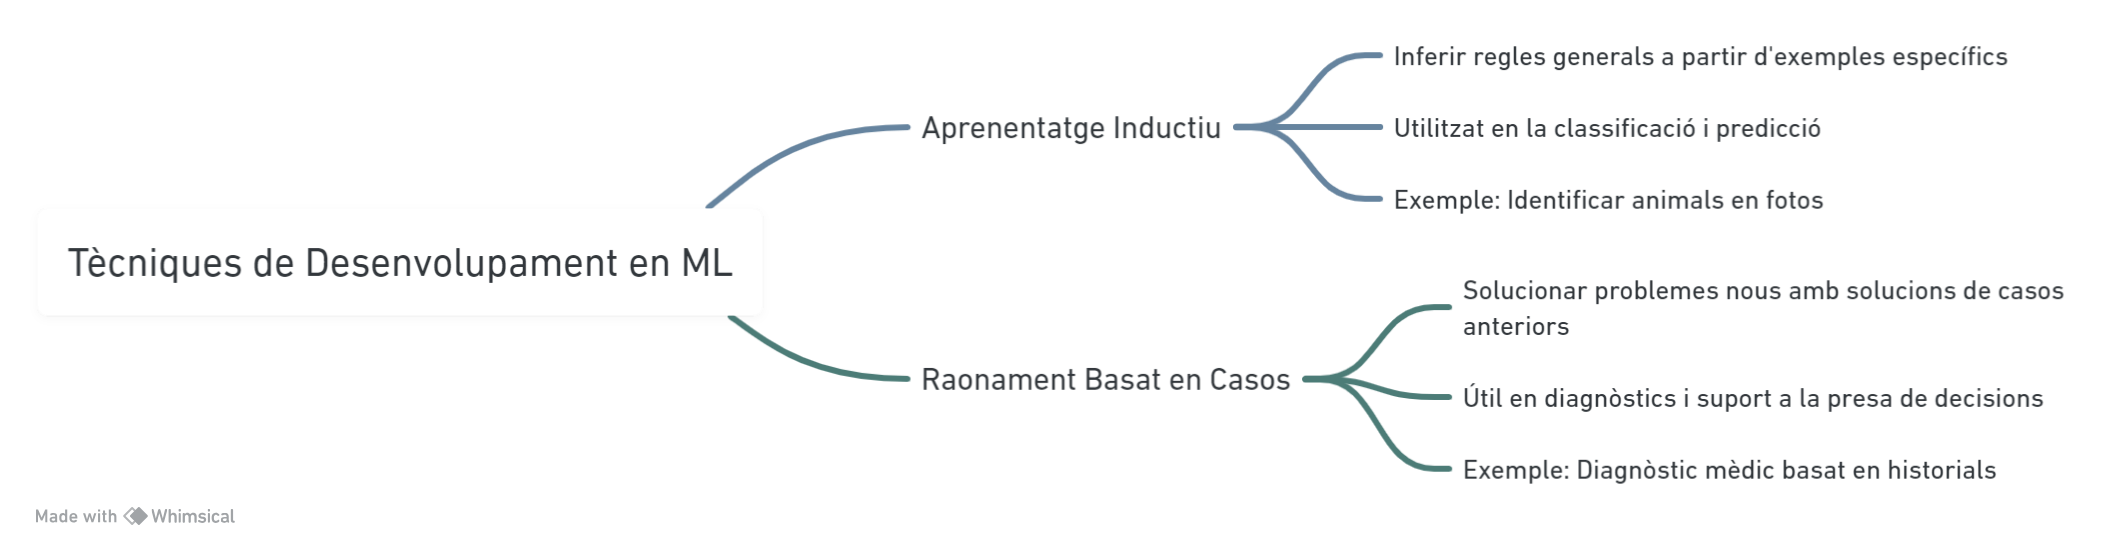 Tècniques de Desenvolupament en ML
Aprenentatge Inductiu
Inferir regles generals a partir d'exemples específics
Utilitzat en la classificació i predicció
Exemple: Identificar animals en fotos
Raonament Basat en Casos
Solucionar problemes nous amb solucions de casos
anteriors
Útil en diagnòstics i suport a la presa de decisions
Exemple: Diagnòstic mèdic basat en historials
Made with Whimsical